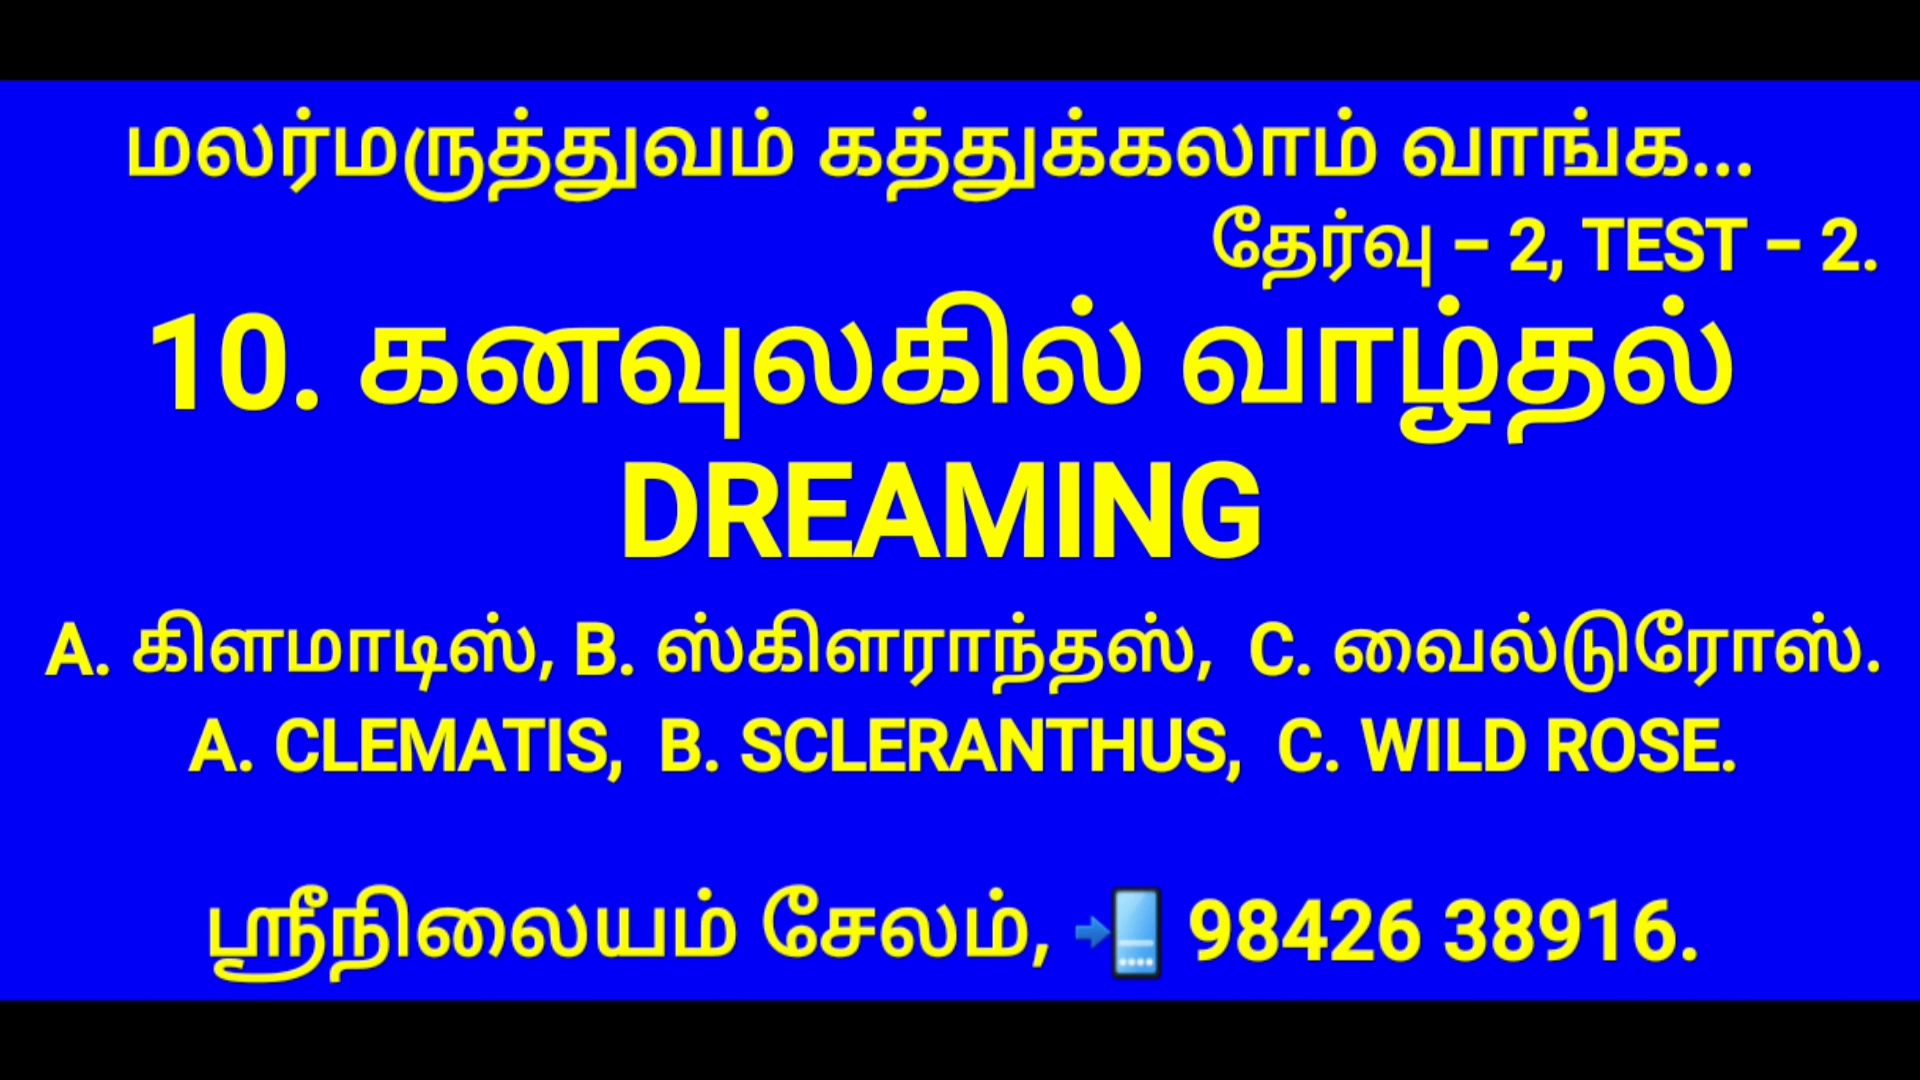 மலர்மருத்துவம் கத்துக்கலாம் வாங்க...
தேர்வு – 2, TEST – 2.
10. கனவுலகில் வாழ்தல்
DREAMING
A. கிளமாடிஸ், B. ஸ்கிளராந்தஸ், C. வைல்டுரோஸ்.
A. CLEMATIS, B. SCLERANTHUS, C. WILD ROSE.
ஸ்ரீநிலையம் சேலம், 📲 98426 38916.